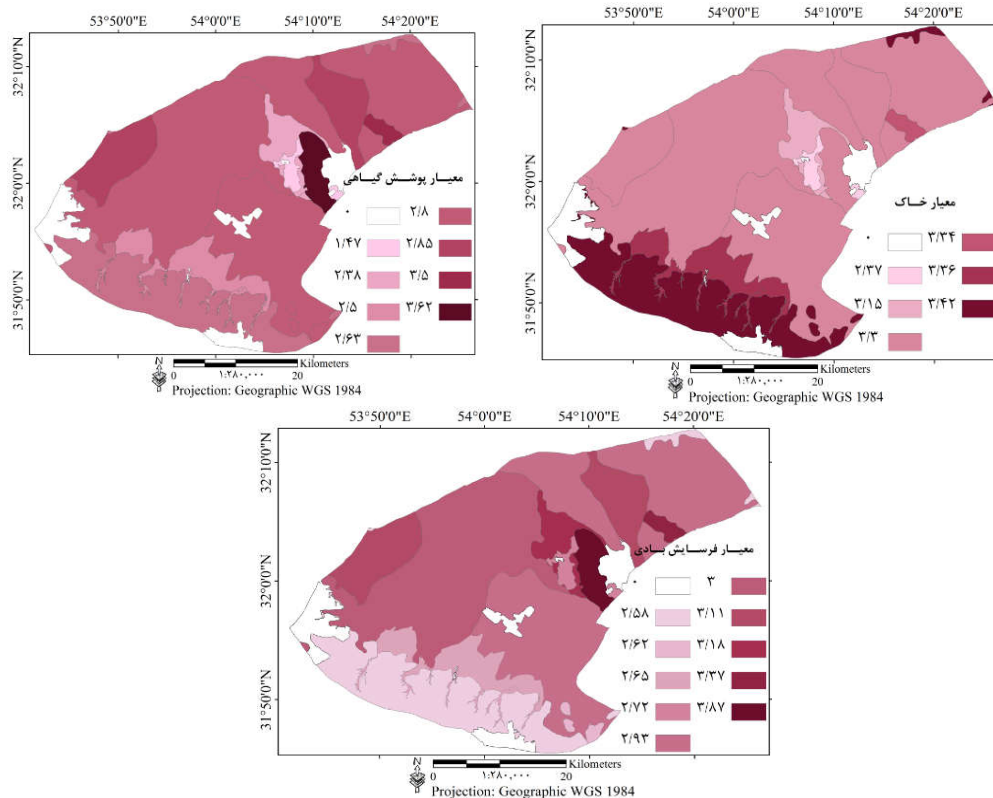 53°50'0"E 54°0'0"E 54°10'0"E 54°20'0"E
32°10'0"N
32°0'0"N
31°50'0"N
معیـار پوشـش گیـاهی
۰ ۲/۸
۱/۴۷ ۲/۸۵
۲/۳۸ ۳/۵
۲/۵ ۳/۶۲
۲/۶۳
N
Kilometers
0 20
۱:۲۸۰,۰۰۰
Projection: Geographic WGS 1984
53°50'0"E 54°0'0"E 54°10'0"E 54°20'0"E
32°10'0"N
32°0'0"N
31°50'0"N
معیار خـاک
۰ ۳/۳۴
۲/۳۷ ۳/۳۶
۳/۱۵ ۳/۴۲
۳/۳
N
Kilometers
0 20
۱:۲۸۰,۰۰۰
Projection: Geographic WGS 1984
53°50'0"E 54°0'0"E 54°10'0"E 54°20'0"E
32°10'0"N
32°0'0"N
31°50'0"N
معیـار فرسـایش بـادی
۰ ۳
۲/۵۸ ۳/۱۱
۲/۶۲ ۳/۱۸
۲/۶۵ ۳/۳۷
۲/۷۲ ۳/۸۷
۲/۹۳
N
Kilometers
0 20
۱:۲۸۰,۰۰۰
Projection: Geographic WGS 1984